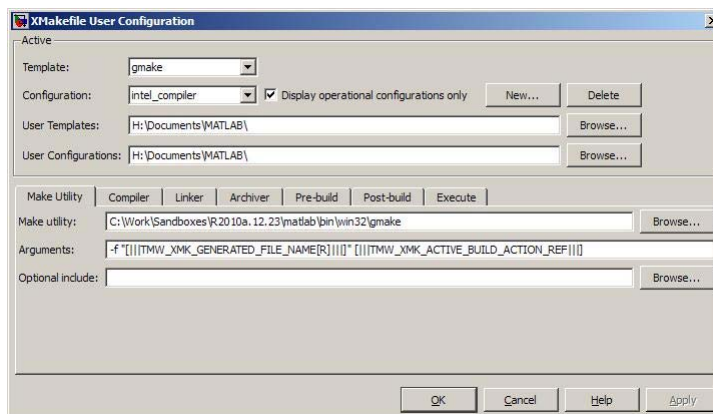 XMakefile User Configuration
Active
Template: gmake
Configuration: intel_compiler Display operational configurations only New... Delete
User Templates: H:\Documents\MATLAB\ Browse...
User Configurations: H:\Documents\MATLAB\ Browse...
Make Utility Compiler Linker Archiver Pre-build Post-build Execute
Make utility: C:\Work\Sandboxes\R2010a.12.23\matlab\bin\win32\gmake Browse...
Arguments: -f "[|||TMW_XMK_GENERATED_FILE_NAME[R]|||]" [|||TMW_XMK_ACTIVE_BUILD_ACTION_REF|||]
Optional include: Browse...
OK Cancel Help Apply